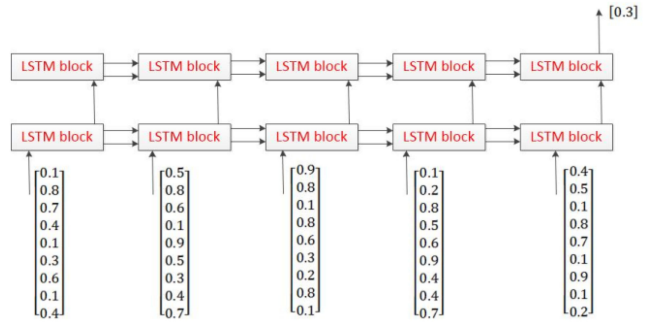 [0.3]
LSTM block LSTM block LSTM block LSTM block LSTM block
LSTM block LSTM block LSTM block LSTM block LSTM block
0.1 0.5 0.9 0.1 0.4
0.8 0.8 0.8 0.2 0.5
0.7 0.6 0.1 0.8 0.1
0.4 0.1 0.8 0.5 0.8
0.1 0.9 0.6 0.6 0.7
0.3 0.5 0.3 0.9 0.1
0.6 0.3 0.2 0.4 0.9
0.1 0.4 0.8 0.4 0.1
0.4 0.7 0.1 0.7 0.2